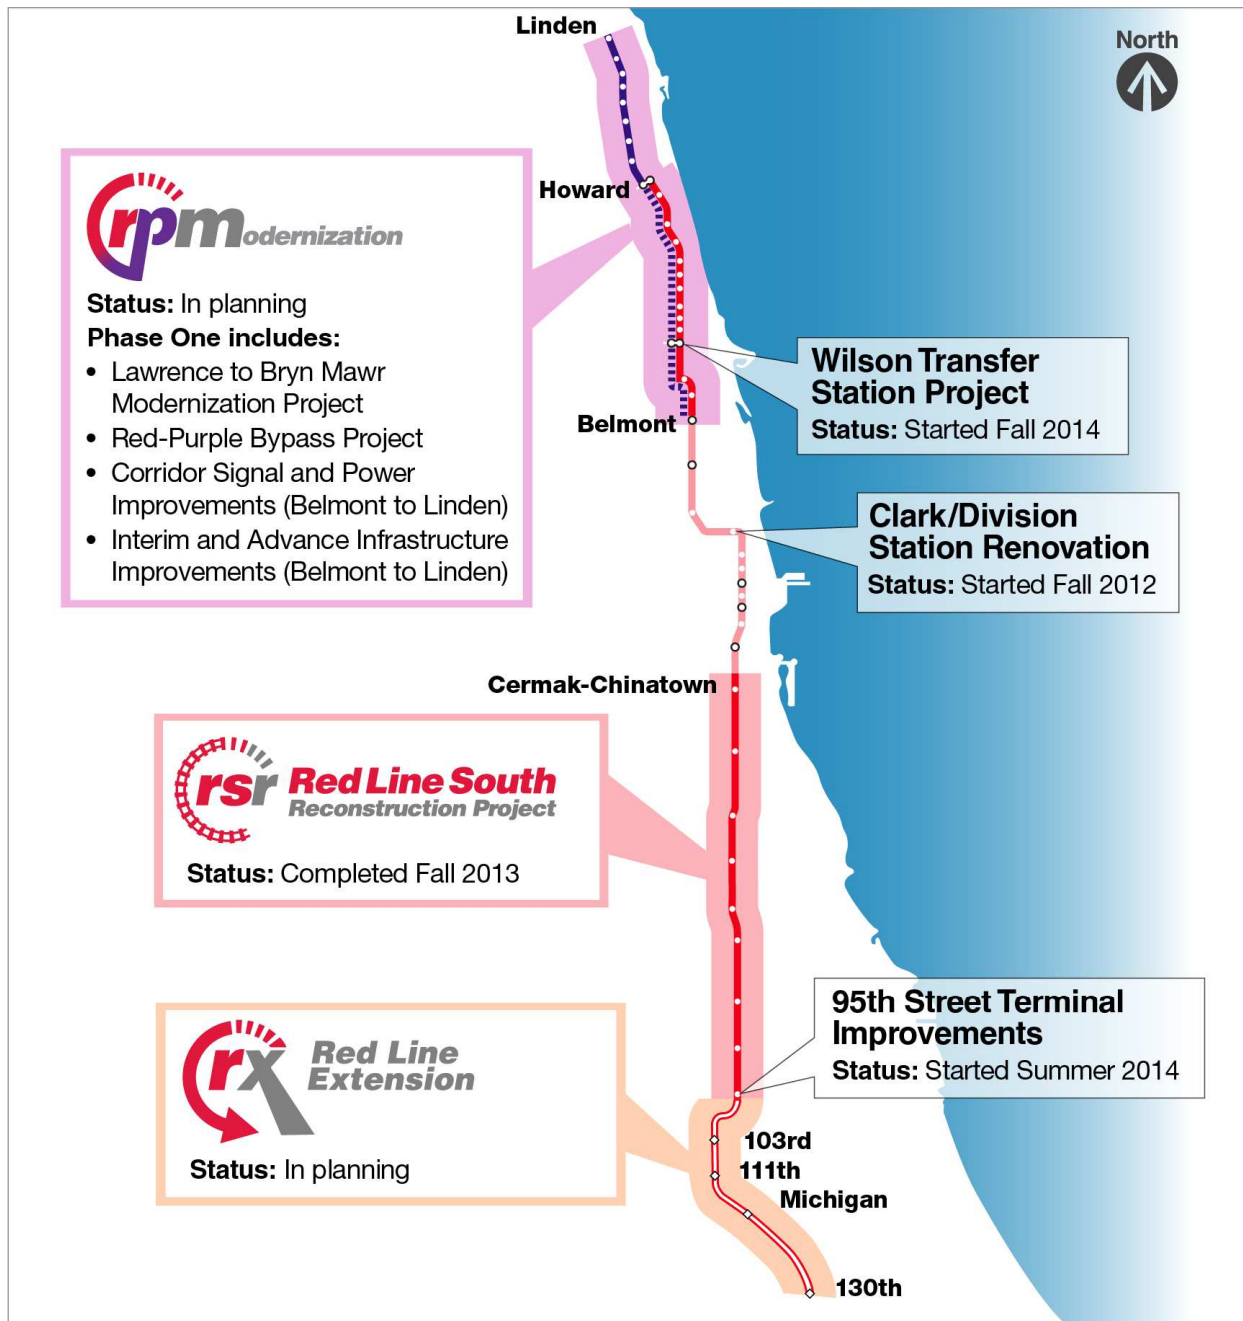 Linden
North
Howard
rpmodernization
Status: In planning
Phase One includes:
• Lawrence to Bryn Mawr
Modernization Project
• Red-Purple Bypass Project
• Corridor Signal and Power
Improvements (Belmont to Linden)
• Interim and Advance Infrastructure
Improvements (Belmont to Linden)
Wilson Transfer
Station Project
Status: Started Fall 2014
Belmont
Clark/Division
Station Renovation
Status: Started Fall 2012
Cermak-Chinatown
rsr Red Line South
Reconstruction Project
Status: Completed Fall 2013
95th Street Terminal
Improvements
Status: Started Summer 2014
rx Red Line
Extension
Status: In planning
103rd
111th
Michigan
130th